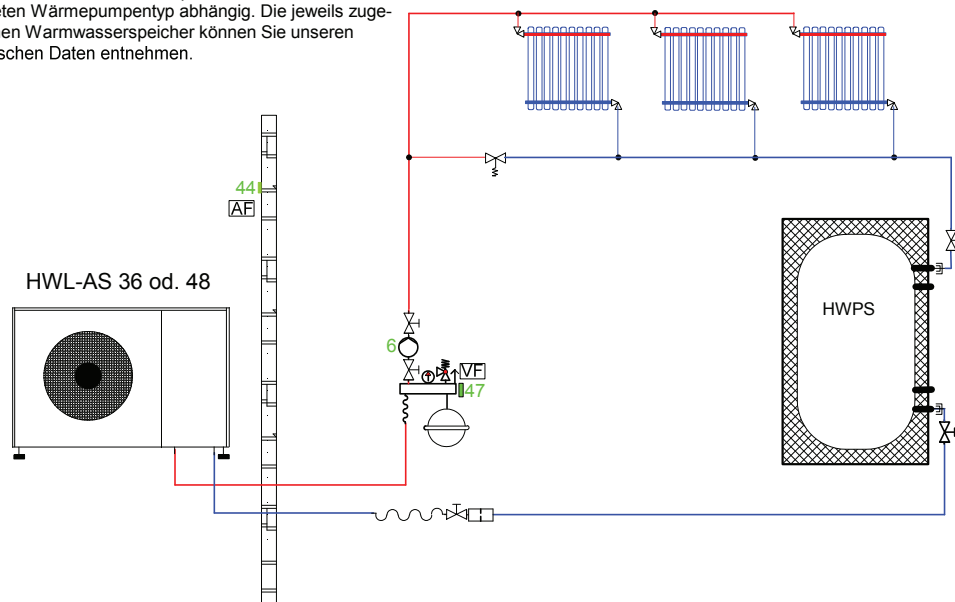 eten Wärmepumpentyp abhängig. Die jeweils zuge-
nen Warmwasserspeicher können Sie unseren
schen Daten entnehmen.
44
AF
HWL-AS 36 od. 48
HWPS
6
VF
47